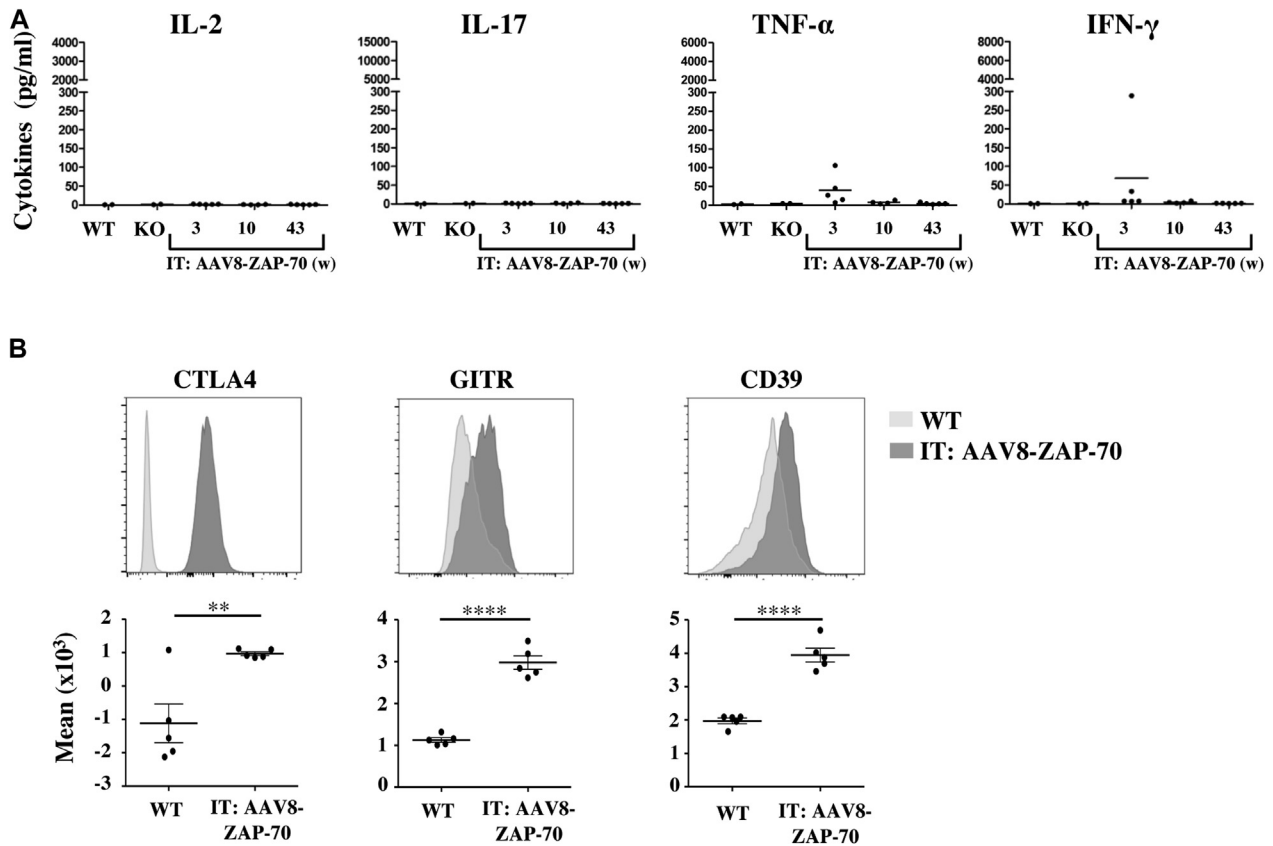 A
IL-2 IL-17 TNF-α IFN-γ
Cytokines (pg/ml)
4000 15000 6000 8000
3000 10000 4000 6000
2000 5000 2000 4000
300 300 300 300
250 250 250 250
200 200 200 200
150 150 150 150
100 100 100 100
50 50 50 50
0 0 0 0
WT KO 3 10 43 WT KO 3 10 43 WT KO 3 10 43 WT KO 3 10 43
IT: AAV8-ZAP-70 (w) IT: AAV8-ZAP-70 (w) IT: AAV8-ZAP-70 (w) IT: AAV8-ZAP-70 (w)
B
CTLA4 GITR CD39
WT
IT: AAV8-ZAP-70
Mean (x10³)
** **** ****
2 1 0 -1 -2 -3
4 3 2 1 0
5 4 3 2 1 0
WT IT: AAV8- WT IT: AAV8- WT IT: AAV8-
ZAP-70 ZAP-70 ZAP-70